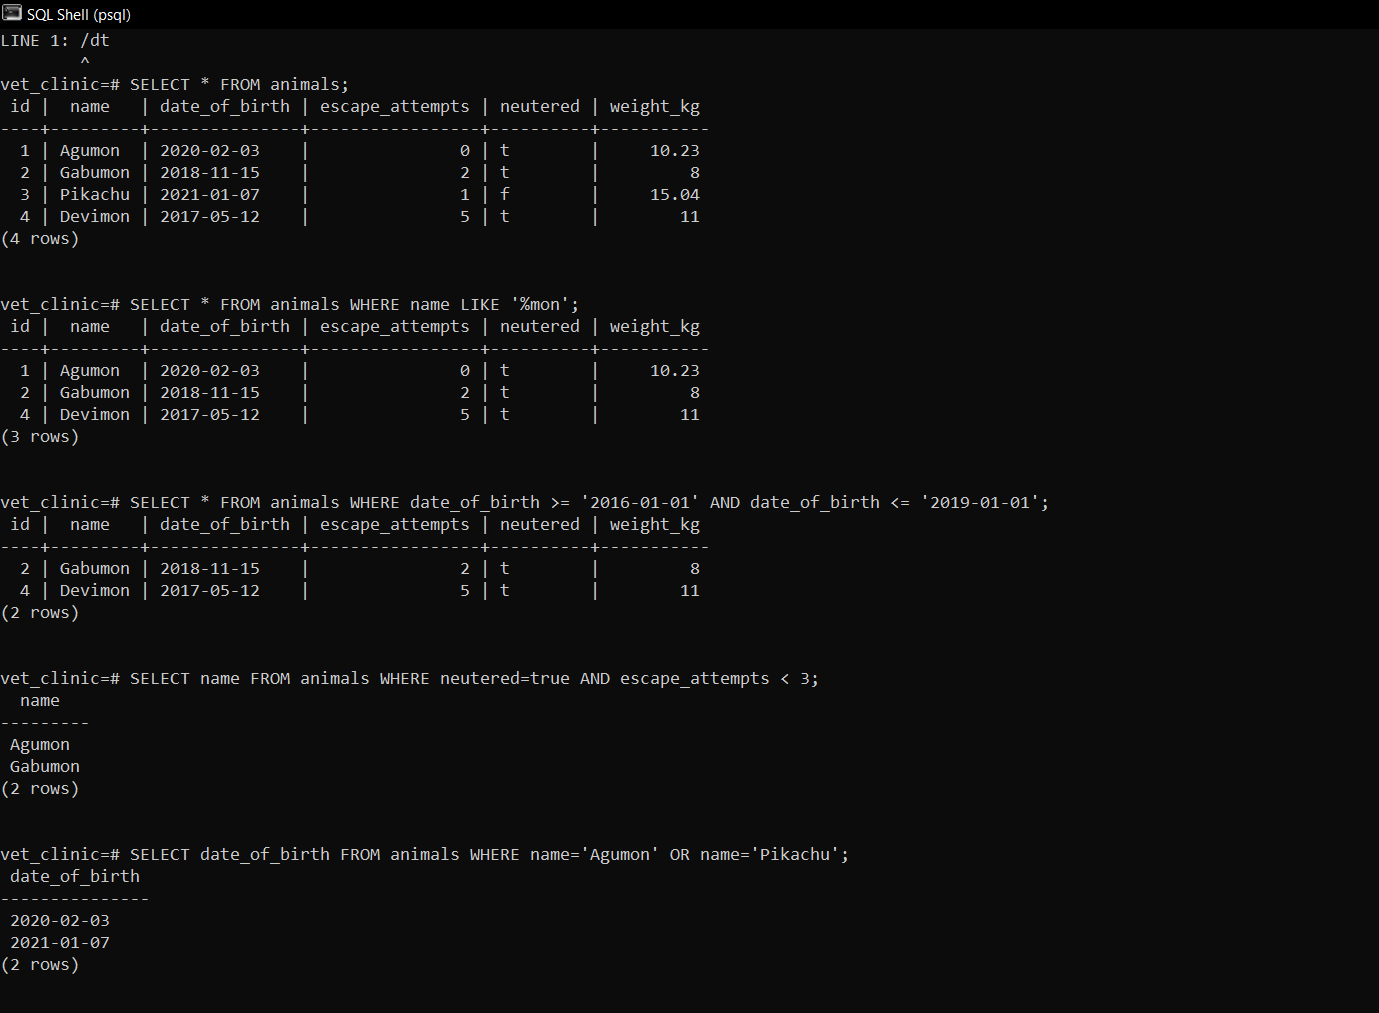 SQL Shell (psql)
LINE 1: /dt
        ^
vet_clinic=# SELECT * FROM animals;
 id |  name   | date_of_birth | escape_attempts | neutered | weight_kg
----+---------+---------------+-----------------+----------+-----------
  1 | Agumon  | 2020-02-03    |               0 | t        |     10.23
  2 | Gabumon | 2018-11-15    |               2 | t        |         8
  3 | Pikachu | 2021-01-07    |               1 | f        |     15.04
  4 | Devimon | 2017-05-12    |               5 | t        |        11
(4 rows)
vet_clinic=# SELECT * FROM animals WHERE name LIKE '%mon';
 id |  name   | date_of_birth | escape_attempts | neutered | weight_kg
----+---------+---------------+-----------------+----------+-----------
  1 | Agumon  | 2020-02-03    |               0 | t        |     10.23
  2 | Gabumon | 2018-11-15    |               2 | t        |         8
  4 | Devimon | 2017-05-12    |               5 | t        |        11
(3 rows)
vet_clinic=# SELECT * FROM animals WHERE date_of_birth >= '2016-01-01' AND date_of_birth <= '2019-01-01';
 id |  name   | date_of_birth | escape_attempts | neutered | weight_kg
----+---------+---------------+-----------------+----------+-----------
  2 | Gabumon | 2018-11-15    |               2 | t        |         8
  4 | Devimon | 2017-05-12    |               5 | t        |        11
(2 rows)
vet_clinic=# SELECT name FROM animals WHERE neutered=true AND escape_attempts < 3;
  name
---------
 Agumon
 Gabumon
(2 rows)
vet_clinic=# SELECT date_of_birth FROM animals WHERE name='Agumon' OR name='Pikachu';
 date_of_birth
---------------
 2020-02-03
 2021-01-07
(2 rows)